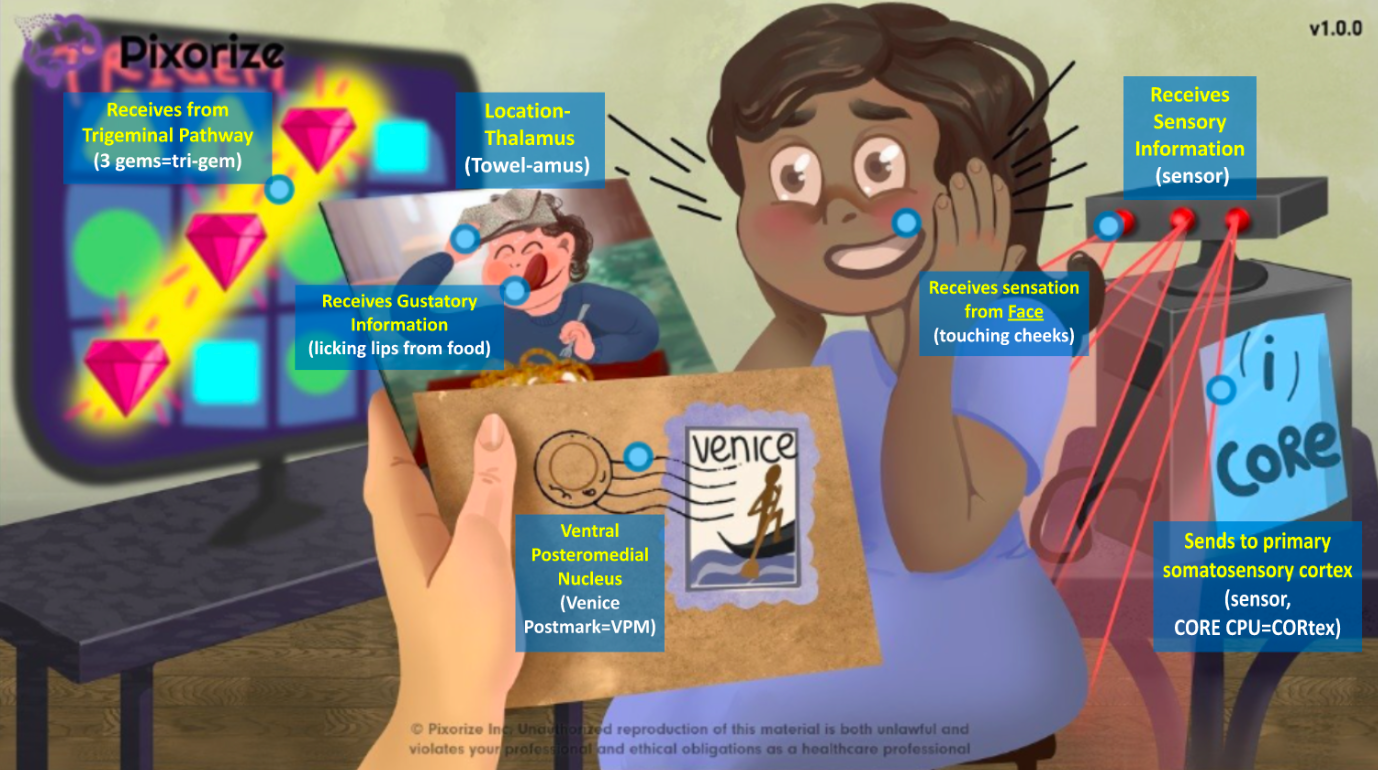 Pixorize
v1.0.0
TRIGEM
Receives from
Trigeminal Pathway
(3 gems=tri-gem)
Location-
Thalamus
(Towel-amus)
Receives
Sensory
Information
(sensor)
Receives Gustatory
Information
(licking lips from food)
Receives sensation
from Face
(touching cheeks)
(i)
CORE
VENICE
Ventral
Posteromedial
Nucleus
(Venice
Postmark=VPM)
Sends to primary
somatosensory cortex
(sensor,
CORE CPU=CORtex)
© Pixorize Inc. Unauthorized reproduction of this material is both unlawful and
violates your professional and ethical obligations as a healthcare professional